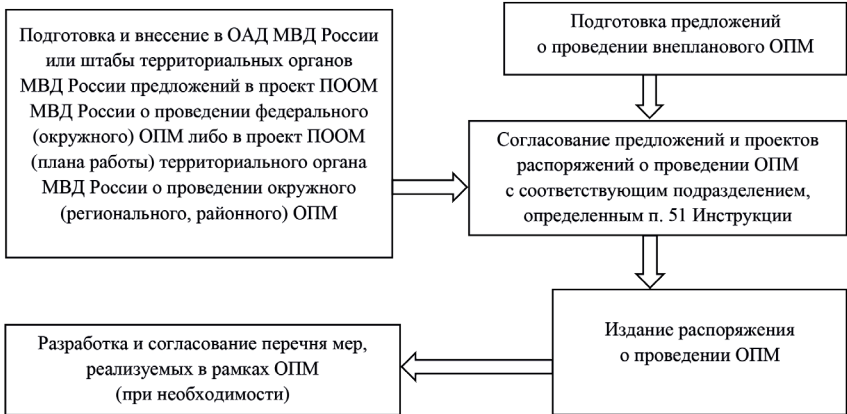 Подготовка и внесение в ОАД МВД России
или штабы территориальных органов
МВД России предложений в проект ПООМ
МВД России о проведении федерального
(окружного) ОПМ либо в проект ПООМ
(плана работы) территориального органа
МВД России о проведении окружного
(регионального, районного) ОПМ
Подготовка предложений
о проведении внепланового ОПМ
Согласование предложений и проектов
распоряжений о проведении ОПМ
с соответствующим подразделением,
определенным п. 51 Инструкции
Издание распоряжения
о проведении ОПМ
Разработка и согласование перечня мер,
реализуемых в рамках ОПМ
(при необходимости)